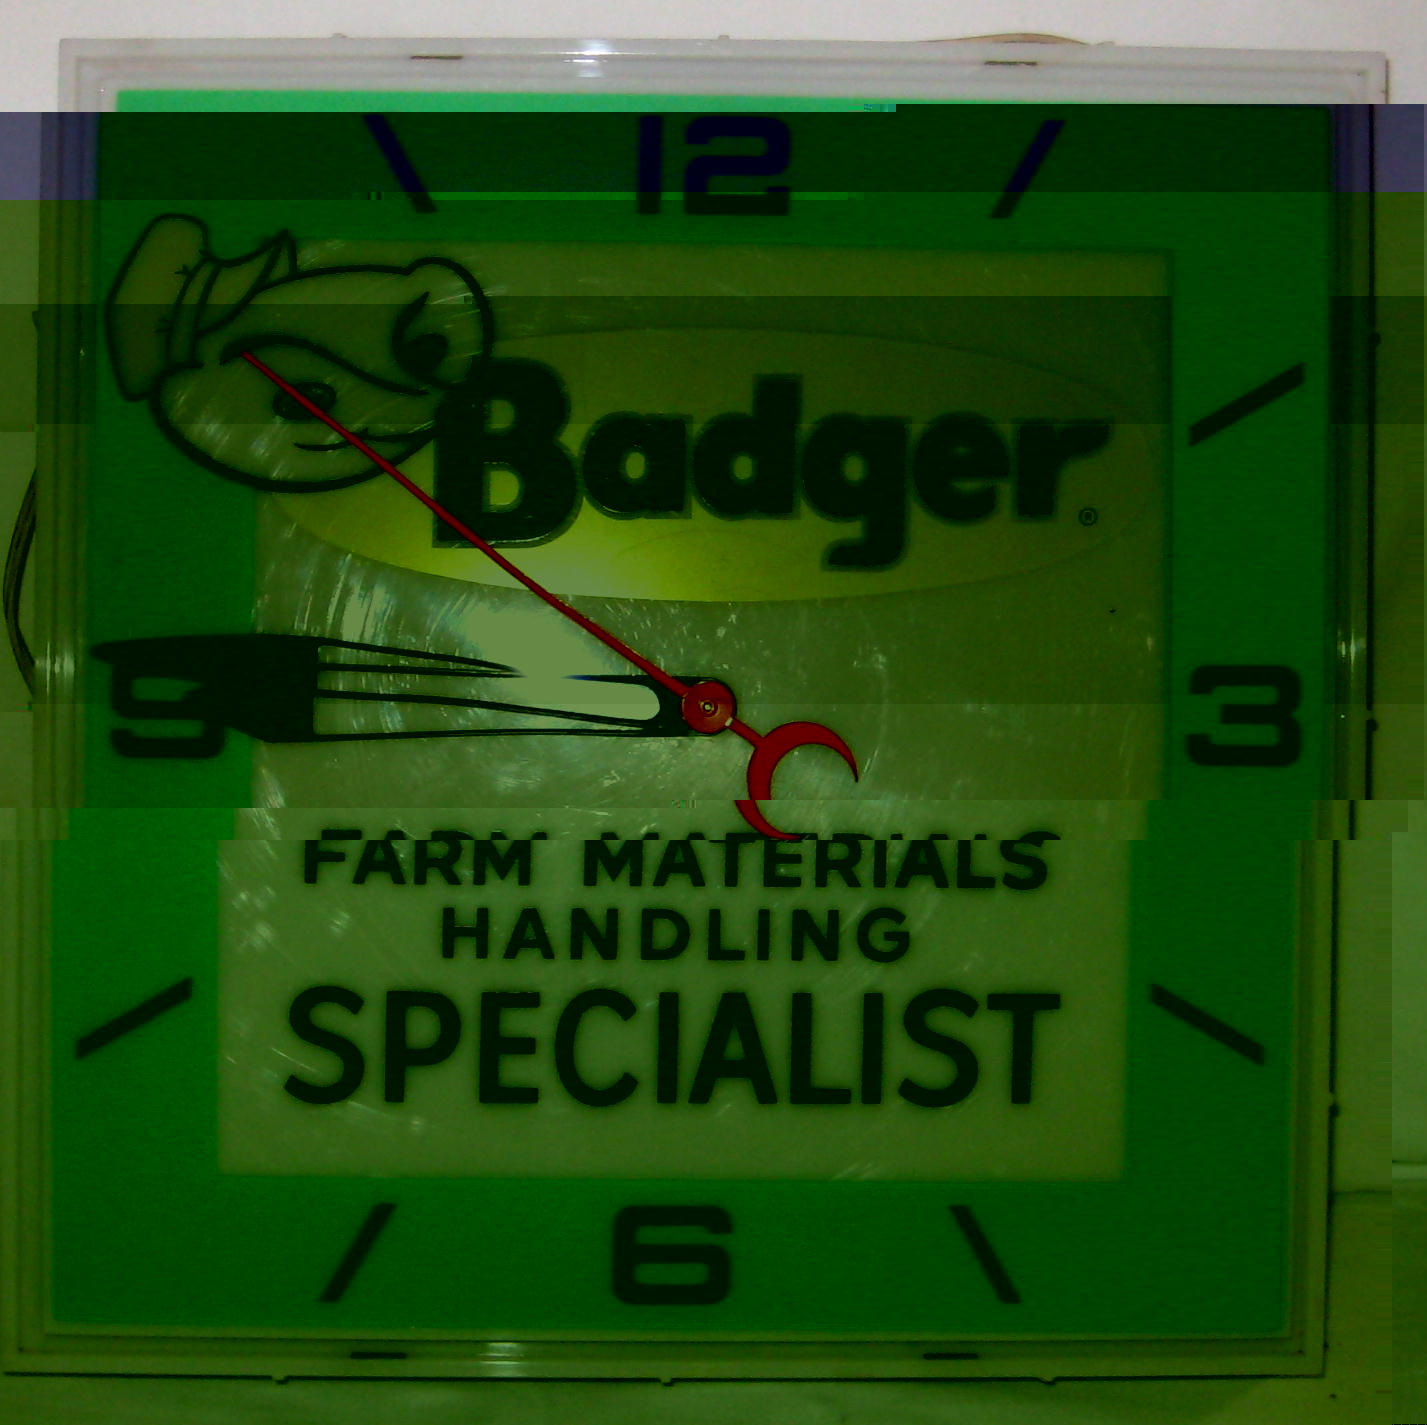 12
Badger®
9
3
FARM MATERIALS
HANDLING
SPECIALIST
6